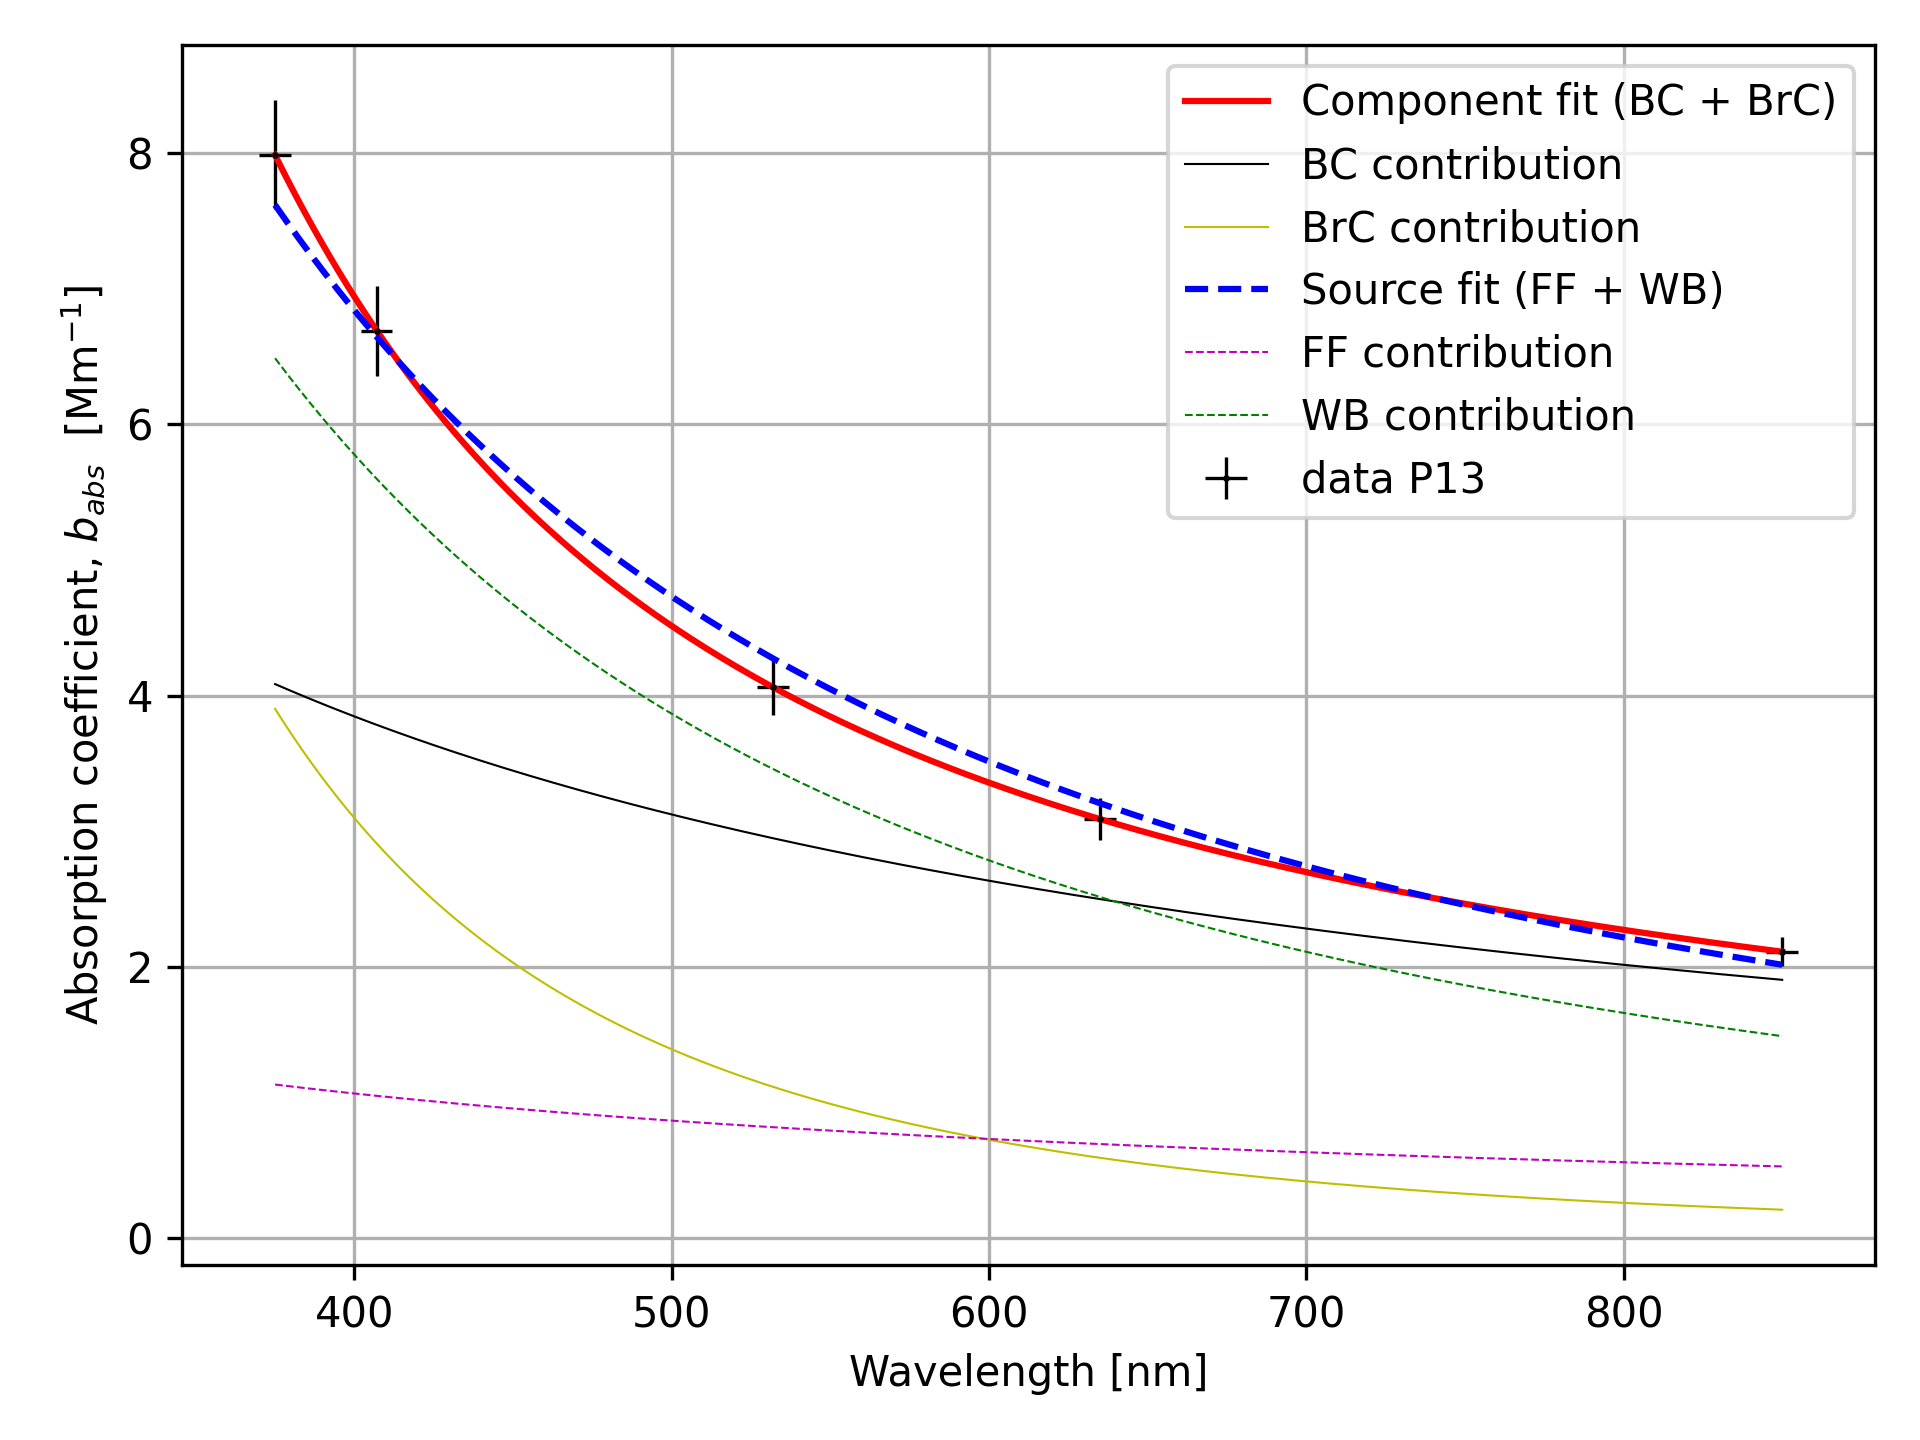 Component fit (BC + BrC)
BC contribution
BrC contribution
Source fit (FF + WB)
FF contribution
WB contribution
data P13
8
6
4
2
0
Absorption coefficient, b_abs [Mm⁻¹]
400 500 600 700 800
Wavelength [nm]